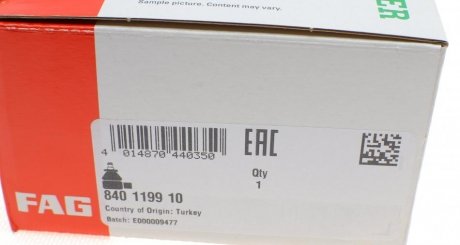 Sample picture. Content may vary.
ER
4 014870 440350
EAC
Qty
1
840 1199 10
Country of Origin: Turkey
Batch: E000009477
FAG